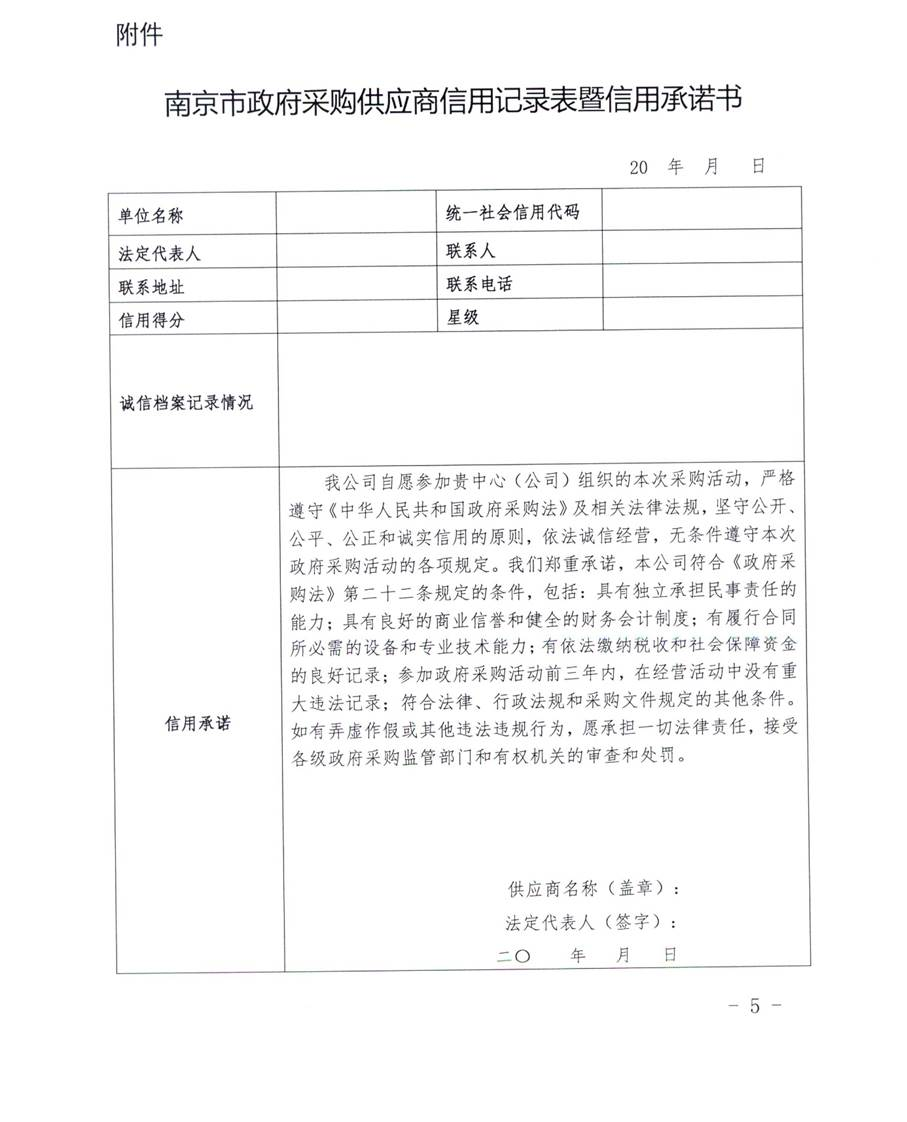 附件
南京市政府采购供应商信用记录表暨信用承诺书
20 年 月 日
单位名称 统一社会信用代码
法定代表人 联系人
联系地址 联系电话
信用得分 星级
诚信档案记录情况
我公司自愿参加贵中心（公司）组织的本次采购活动，严格
遵守《中华人民共和国政府采购法》及相关法律法规，坚守公开、
公平、公正和诚实信用的原则，依法诚信经营，无条件遵守本次
政府采购活动的各项规定。我们郑重承诺，本公司符合《政府采
购法》第二十二条规定的条件，包括：具有独立承担民事责任的
能力；具有良好的商业信誉和健全的财务会计制度；有履行合同
所必需的设备和专业技术能力；有依法缴纳税收和社会保障资金
的良好记录；参加政府采购活动前三年内，在经营活动中没有重
大违法记录；符合法律、行政法规和采购文件规定的其他条件。
信用承诺
如有弄虚作假或其他违法违规行为，愿承担一切法律责任，接受
各级政府采购监管部门和有权机关的审查和处罚。
供应商名称（盖章）：
法定代表人（签字）：
二〇 年 月 日
- 5 -